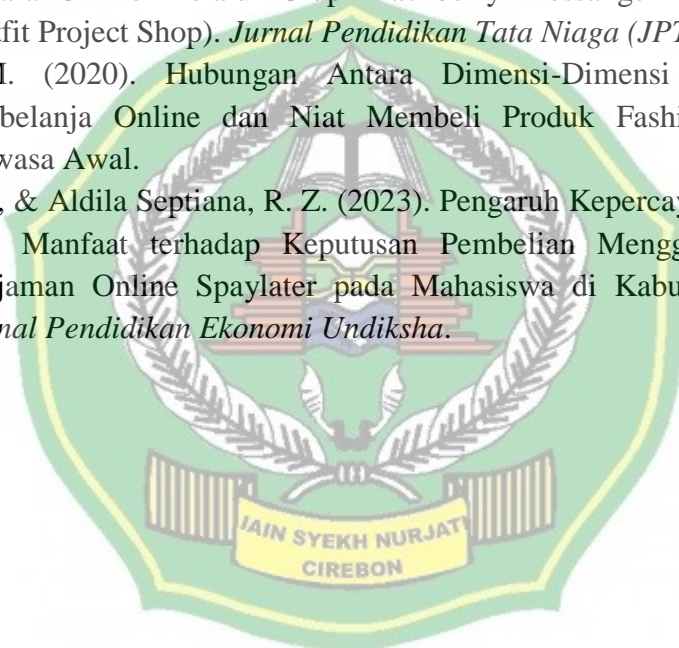 fit Project Shop). Jurnal Pendidikan Tata Niaga (JPT
(2020). Hubungan Antara Dimensi-Dimensi
belanja Online dan Niat Membeli Produk Fashi
wasa Awal.
, & Aldila Septiana, R. Z. (2023). Pengaruh Kepercay
Manfaat terhadap Keputusan Pembelian Mengg
jaman Online Spaylater pada Mahasiswa di Kabu
nal Pendidikan Ekonomi Undiksha.
IAIN SYEKH NURJATI
CIREBON